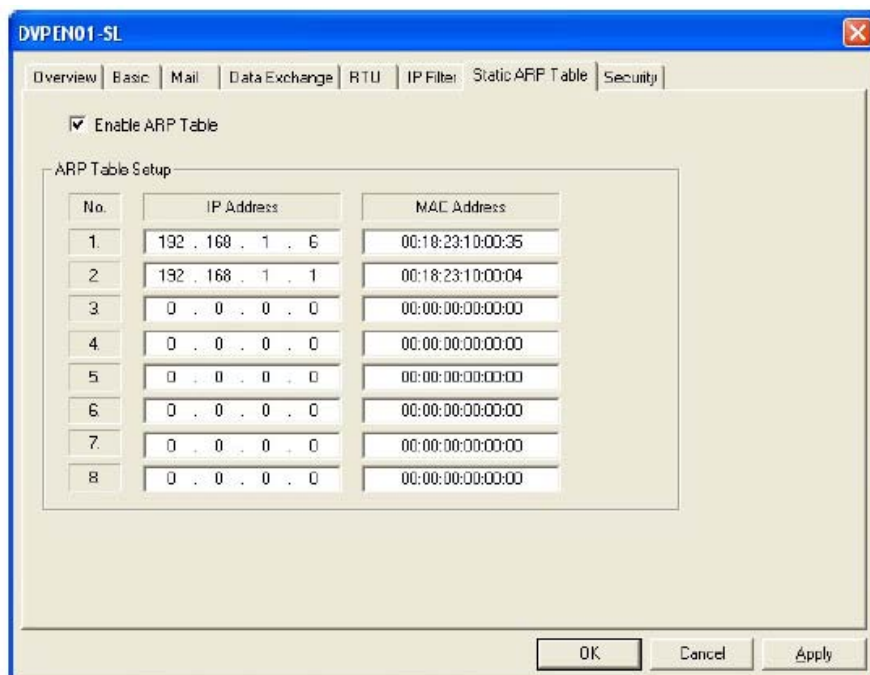 DVPEN01-SL
Overview Basic Mail Data Exchange RTU IP Filter Static ARP Table Security
Enable ARP Table
ARP Table Setup
No. IP Address MAC Address
1. 192 . 168 . 1 . 6 00:18:23:10:00:35
2 192 . 168 . 1 . 1 00:18:23:10:00:04
3. 0 . 0 . 0 . 0 00:00:00:00:00:00
4. 0 . 0 . 0 . 0 00:00:00:00:00:00
5. 0 . 0 . 0 . 0 00:00:00:00:00:00
6. 0 . 0 . 0 . 0 00:00:00:00:00:00
7. 0 . 0 . 0 . 0 00:00:00:00:00:00
8 0 . 0 . 0 . 0 00:00:00:00:00:00
OK Cancel Apply